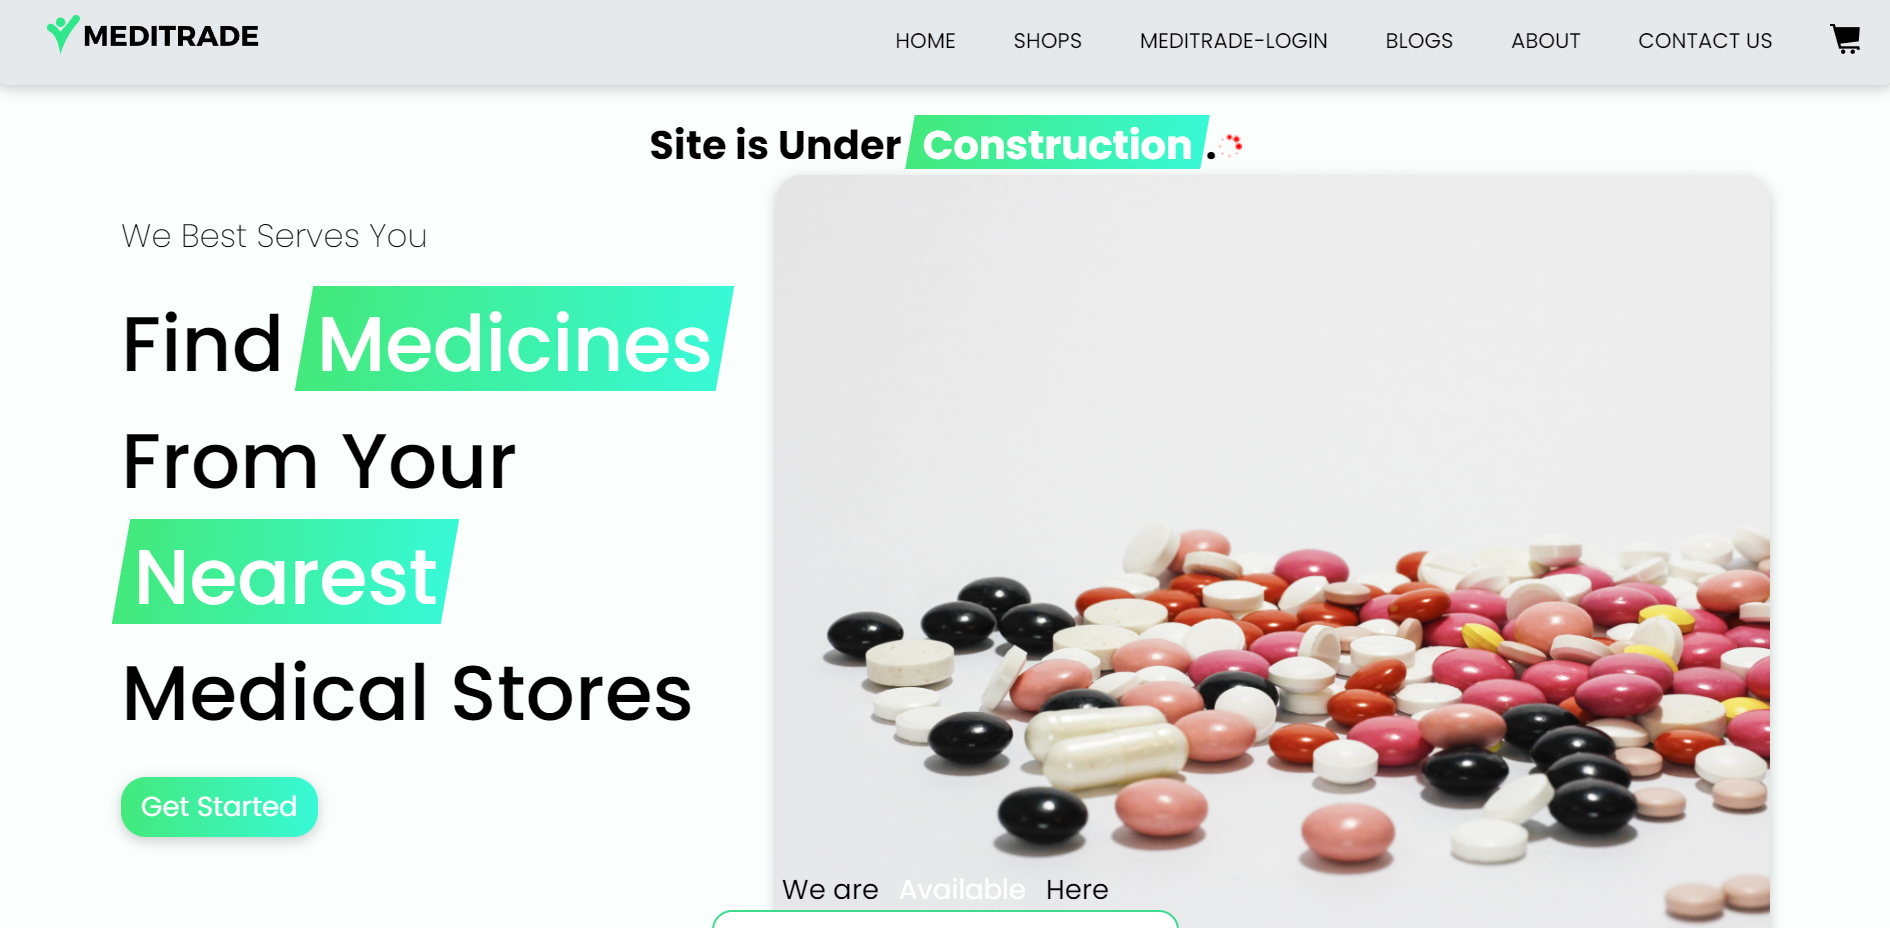 MEDITRADE
HOME SHOPS MEDITRADE-LOGIN BLOGS ABOUT CONTACT US
Site is Under Construction .
We Best Serves You
Find Medicines
From Your
Nearest
Medical Stores
Get Started
We are Available Here